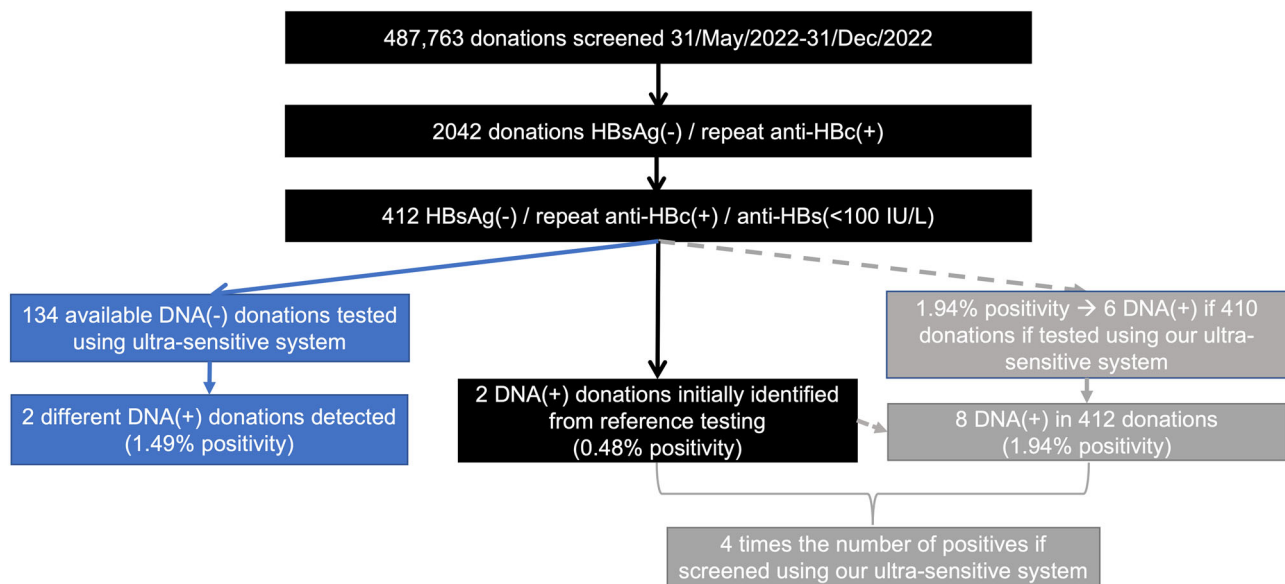 487,763 donations screened 31/May/2022-31/Dec/2022
2042 donations HBsAg(-) / repeat anti-HBc(+)
412 HBsAg(-) / repeat anti-HBc(+) / anti-HBs(<100 IU/L)
134 available DNA(-) donations tested
using ultra-sensitive system
2 different DNA(+) donations detected
(1.49% positivity)
2 DNA(+) donations initially identified
from reference testing
(0.48% positivity)
1.94% positivity → 6 DNA(+) if 410
donations if tested using our ultra-
sensitive system
8 DNA(+) in 412 donations
(1.94% positivity)
4 times the number of positives if
screened using our ultra-sensitive system